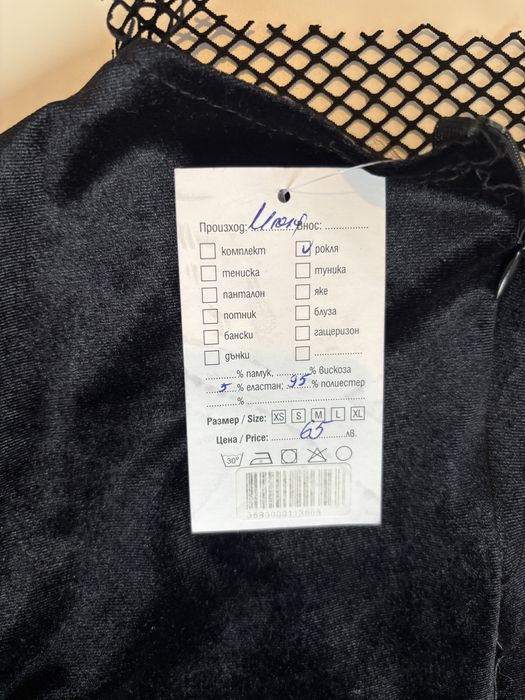 Произход: ........... внос: ...............
комплект ✓ рокля
тениска туника
панталон яке
потник блуза
бански гащеризон
дънки ...............
........% памук, .........% вискоза
5 % еластан; 95 % полиестер
........% ...............
Размер / Size: XS S M L XL
Цена / Price: 65 лв.
30°